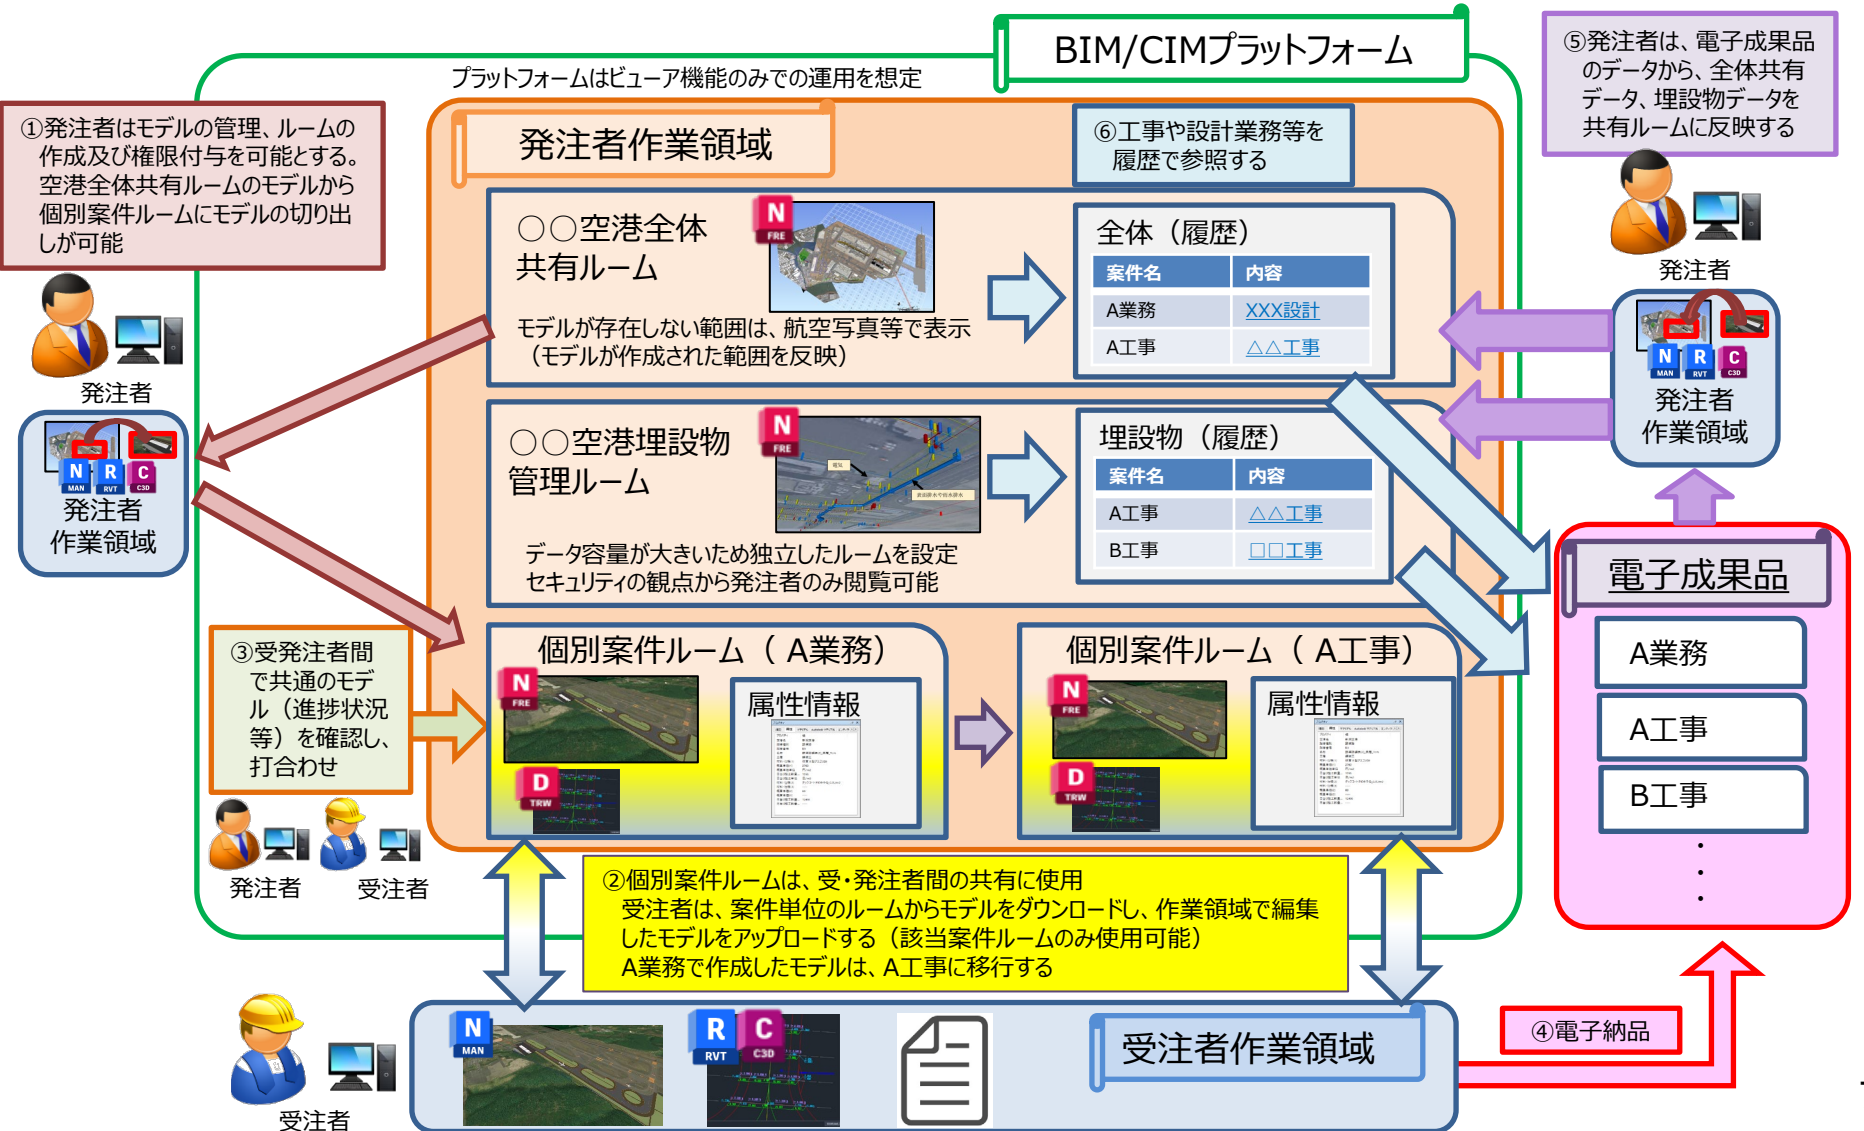 BIM/CIMプラットフォーム
プラットフォームはビューア機能のみでの運用を想定
①発注者はモデルの管理、ルームの
作成及び権限付与を可能とする。
空港全体共有ルームのモデルから
個別案件ルームにモデルの切り出
しが可能
発注者
N
MAN
R
RVT
C
C3D
発注者
作業領域
発注者作業領域
⑥工事や設計業務等を
履歴で参照する
〇〇空港全体
共有ルーム
N
FRE
モデルが存在しない範囲は、航空写真等で表示
（モデルが作成された範囲を反映）
全体（履歴）
案件名 内容
A業務 XXX設計
A工事 △△工事
〇〇空港埋設物
管理ルーム
N
FRE
データ容量が大きいため独立したルームを設定
セキュリティの観点から発注者のみ閲覧可能
埋設物（履歴）
案件名 内容
A工事 △△工事
B工事 □□工事
⑤発注者は、電子成果品
のデータから、全体共有
データ、埋設物データを
共有ルームに反映する
発注者
N
MAN
R
RVT
C
C3D
発注者
作業領域
電子成果品
A業務
A工事
B工事
・
・
・
③受発注者間
で共通のモデ
ル（進捗状況
等）を確認し、
打合わせ
発注者
受注者
個別案件ルーム（ A業務）
N
FRE
D
TRW
属性情報
個別案件ルーム（ A工事）
N
FRE
D
TRW
属性情報
②個別案件ルームは、受・発注者間の共有に使用
受注者は、案件単位のルームからモデルをダウンロードし、作業領域で編集
したモデルをアップロードする（該当案件ルームのみ使用可能）
A業務で作成したモデルは、A工事に移行する
受注者
N
MAN
R
RVT
C
C3D
受注者作業領域
④電子納品